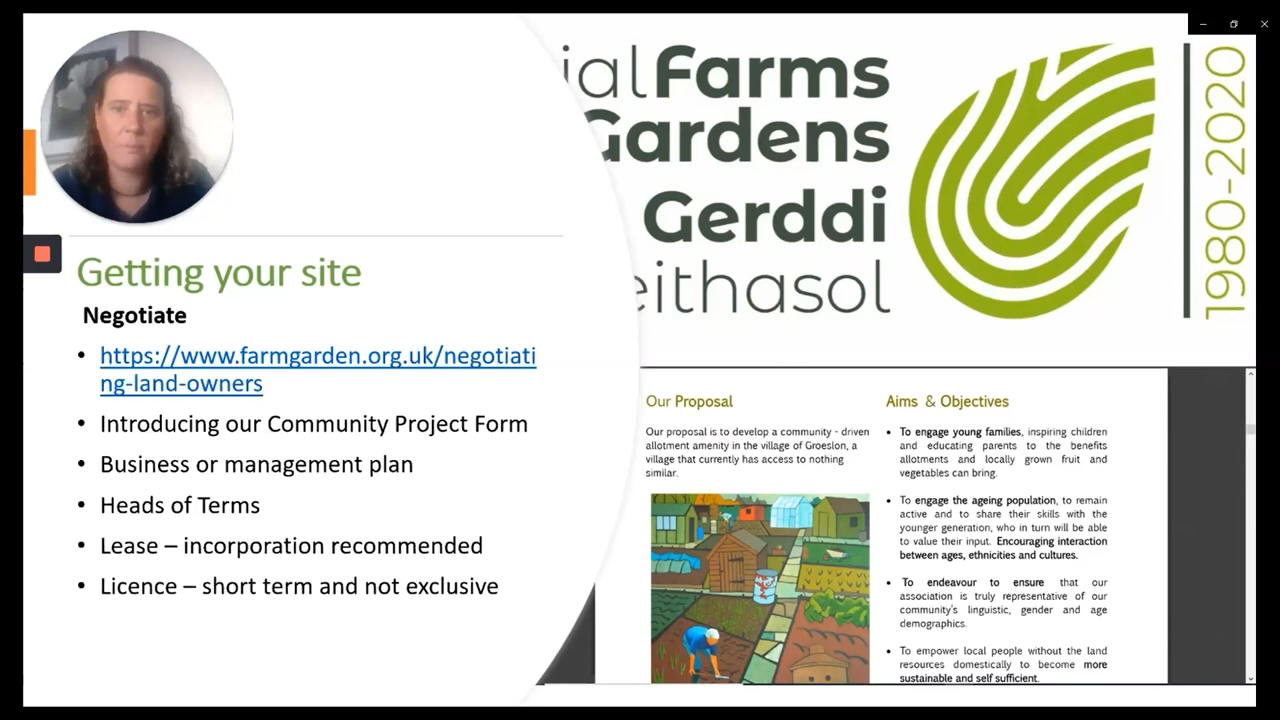 ialFarms
Gardens
Gerddi
eithasol
1980-2020
Getting your site
Negotiate
• https://www.farmgarden.org.uk/negotiati
ng-land-owners
• Introducing our Community Project Form
• Business or management plan
• Heads of Terms
• Lease – incorporation recommended
• Licence – short term and not exclusive
Our Proposal
Our proposal is to develop a community - driven
allotment amenity in the village of Groeslon, a
village that currently has access to nothing
similar.
Aims & Objectives
• To engage young families, inspiring children
and educating parents to the benefits
allotments and locally grown fruit and
vegetables can bring.
• To engage the ageing population, to remain
active and to share their skills with the
younger generation, who in turn will be able
to value their input. Encouraging interaction
between ages, ethnicities and cultures.
• To endeavour to ensure that our
association is truly representative of our
community's linguistic, gender and age
demographics.
• To empower local people without the land
resources domestically to become more
sustainable and self sufficient.